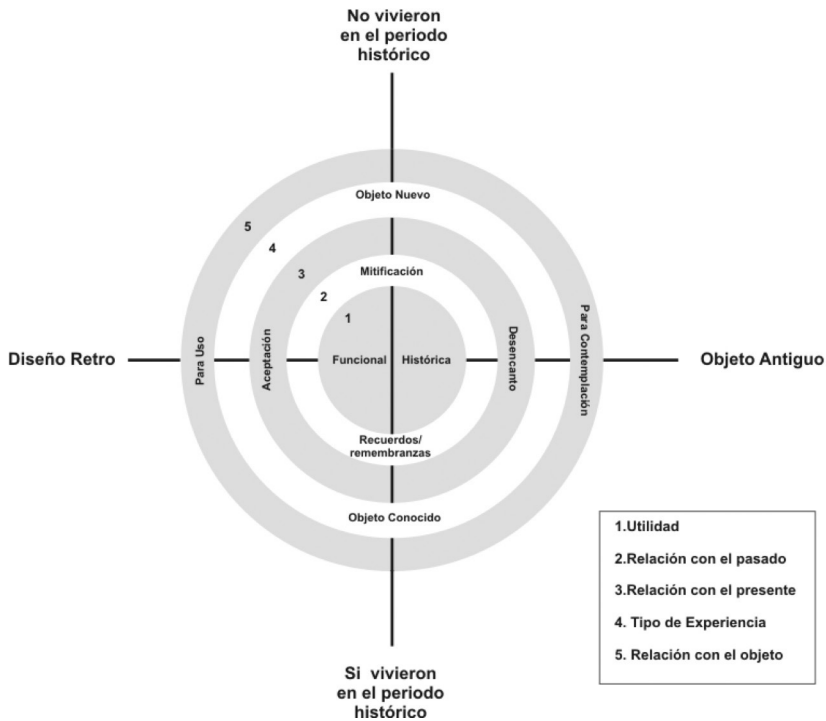 No vivieron
en el periodo
histórico
Objeto Nuevo
5
4
3
Mitificación
2
1
Diseño Retro
Para Uso
Aceptación
Funcional
Histórica
Desencanto
Para Contemplación
Objeto Antiguo
Recuerdos/
remembranzas
Objeto Conocido
1.Utilidad
2.Relación con el pasado
3.Relación con el presente
4. Tipo de Experiencia
5. Relación con el objeto
Si vivieron
en el periodo
histórico